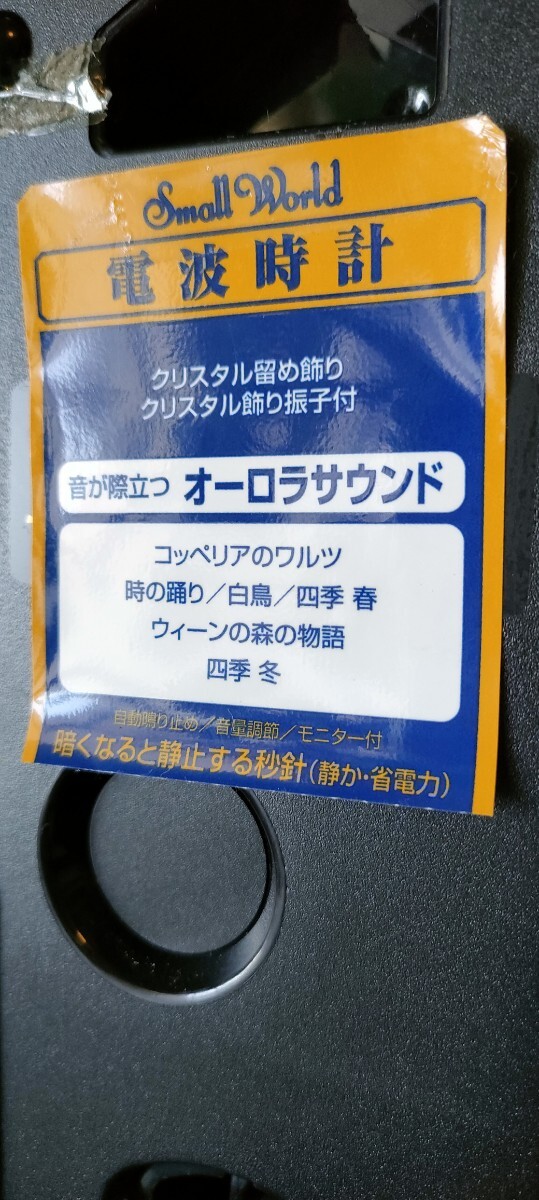 Small World
電波時計
クリスタル留め飾り
クリスタル飾り振子付
音が際立つ オーロラサウンド
コッペリアのワルツ
時の踊り/白鳥/四季 春
ウィーンの森の物語
四季 冬
自動鳴り止め/音量調節/モニター付
暗くなると静止する秒針(静か・省電力)